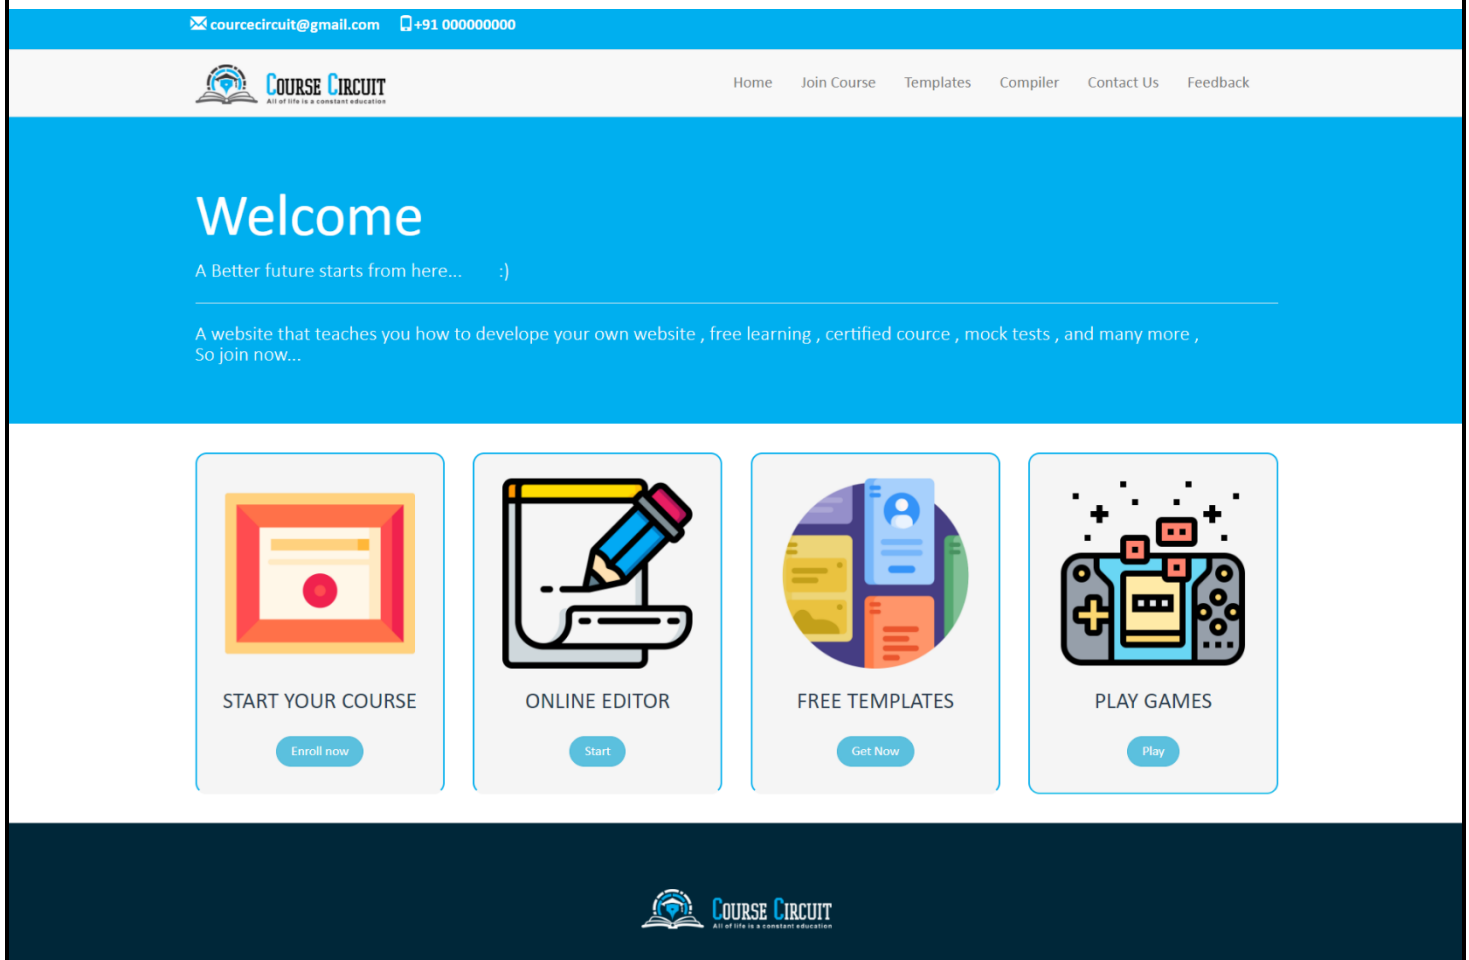 courcecircuit@gmail.com +91 000000000
COURSE CIRCUIT
All of life is a constant education
Home Join Course Templates Compiler Contact Us Feedback
Welcome
A Better future starts from here... :)
A website that teaches you how to develope your own website , free learning , certified cource , mock tests , and many more ,
So join now...
START YOUR COURSE ONLINE EDITOR FREE TEMPLATES PLAY GAMES
Enroll now Start Get Now Play
COURSE CIRCUIT
All of life is a constant education